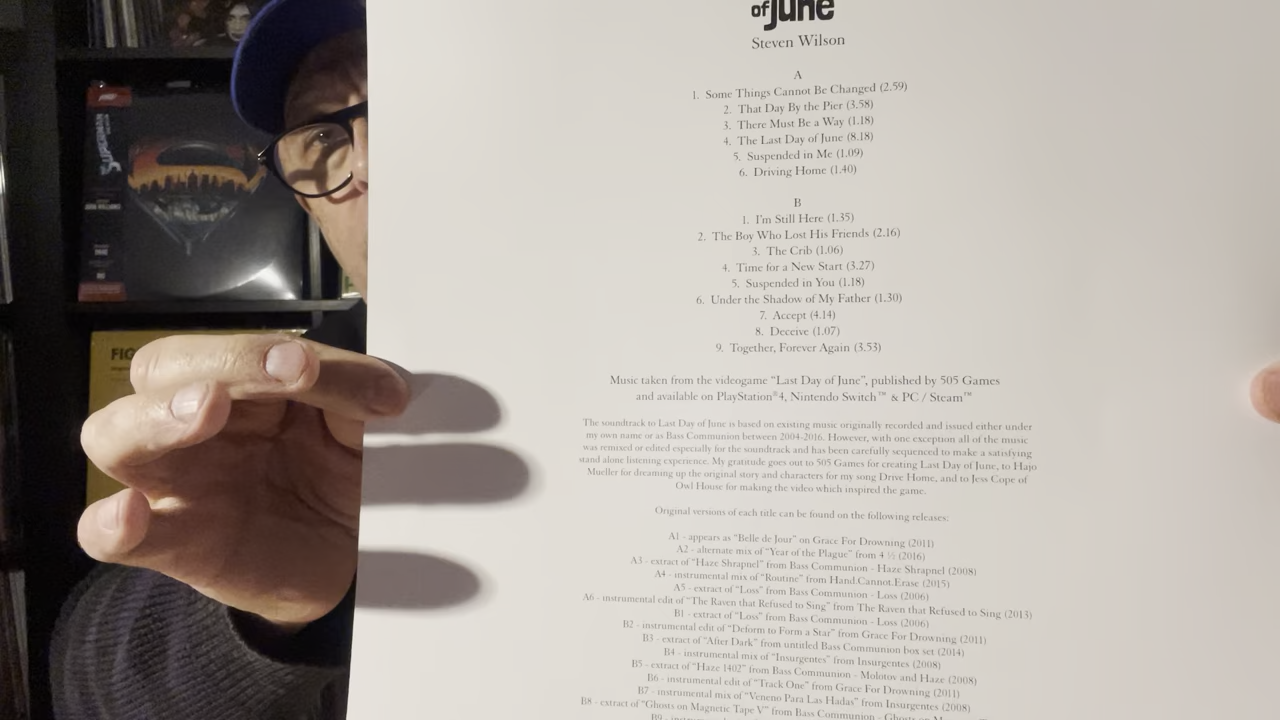 of June
Steven Wilson
A
1. Some Things Cannot Be Changed (2.59)
2. That Day By the Pier (3.58)
3. There Must Be a Way (1.18)
4. The Last Day of June (8.18)
5. Suspended in Me (1.09)
6. Driving Home (1.40)
B
1. I'm Still Here (1.35)
2. The Boy Who Lost His Friends (2.16)
3. The Crib (1.06)
4. Time for a New Start (3.27)
5. Suspended in You (1.18)
6. Under the Shadow of My Father (1.30)
7. Accept (4.14)
8. Deceive (1.07)
9. Together, Forever Again (3.53)
Music taken from the videogame “Last Day of June”, published by 505 Games
and available on PlayStation®4, Nintendo Switch™ & PC / Steam™
The soundtrack to Last Day of June is based on existing music originally recorded and issued either under
my own name or as Bass Communion between 2004-2016. However, with one exception all of the music
was remixed or edited especially for the soundtrack and has been carefully sequenced to make a satisfying
stand alone listening experience. My gratitude goes out to 505 Games for creating Last Day of June, to Hajo
Mueller for dreaming up the original story and characters for my song Drive Home, and to Jess Cope of
Owl House for making the video which inspired the game.
Original versions of each title can be found on the following releases:
A1 - appears as “Belle de Jour” on Grace For Drowning (2011)
A2 - alternate mix of “Year of the Plague” from 4 ½ (2016)
A3 - extract of “Haze Shrapnel” from Bass Communion - Haze Shrapnel (2008)
A4 - instrumental mix of “Routine” from Hand.Cannot.Erase (2015)
A5 - extract of “Loss” from Bass Communion - Loss (2006)
A6 - instrumental edit of “The Raven that Refused to Sing” from The Raven that Refused to Sing (2013)
B1 - extract of “Loss” from Bass Communion - Loss (2006)
B2 - instrumental edit of “Deform to Form a Star” from Grace For Drowning (2011)
B3 - extract of “After Dark” from untitled Bass Communion box set (2014)
B4 - instrumental mix of “Insurgentes” from Insurgentes (2008)
B5 - extract of “Haze 1402” from Bass Communion - Molotov and Haze (2008)
B6 - instrumental edit of “Track One” from Grace For Drowning (2011)
B7 - instrumental mix of “Veneno Para Las Hadas” from Insurgentes (2008)
B8 - extract of “Ghosts on Magnetic Tape V” from Bass Communion - Ghosts on
SUPERMAN
JOHN WILLIAMS
FIG